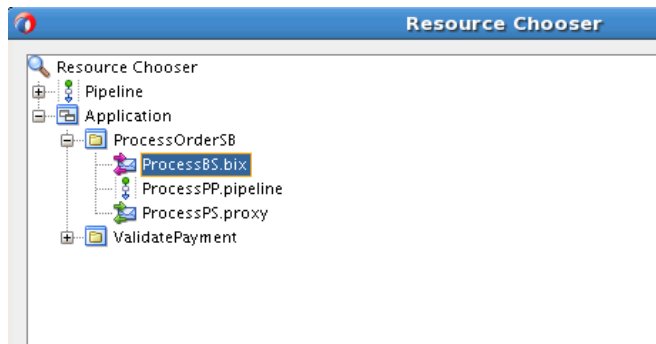 Resource Chooser
Resource Chooser
Pipeline
Application
ProcessOrderSB
ProcessBS.bix
ProcessPP.pipeline
ProcessPS.proxy
ValidatePayment